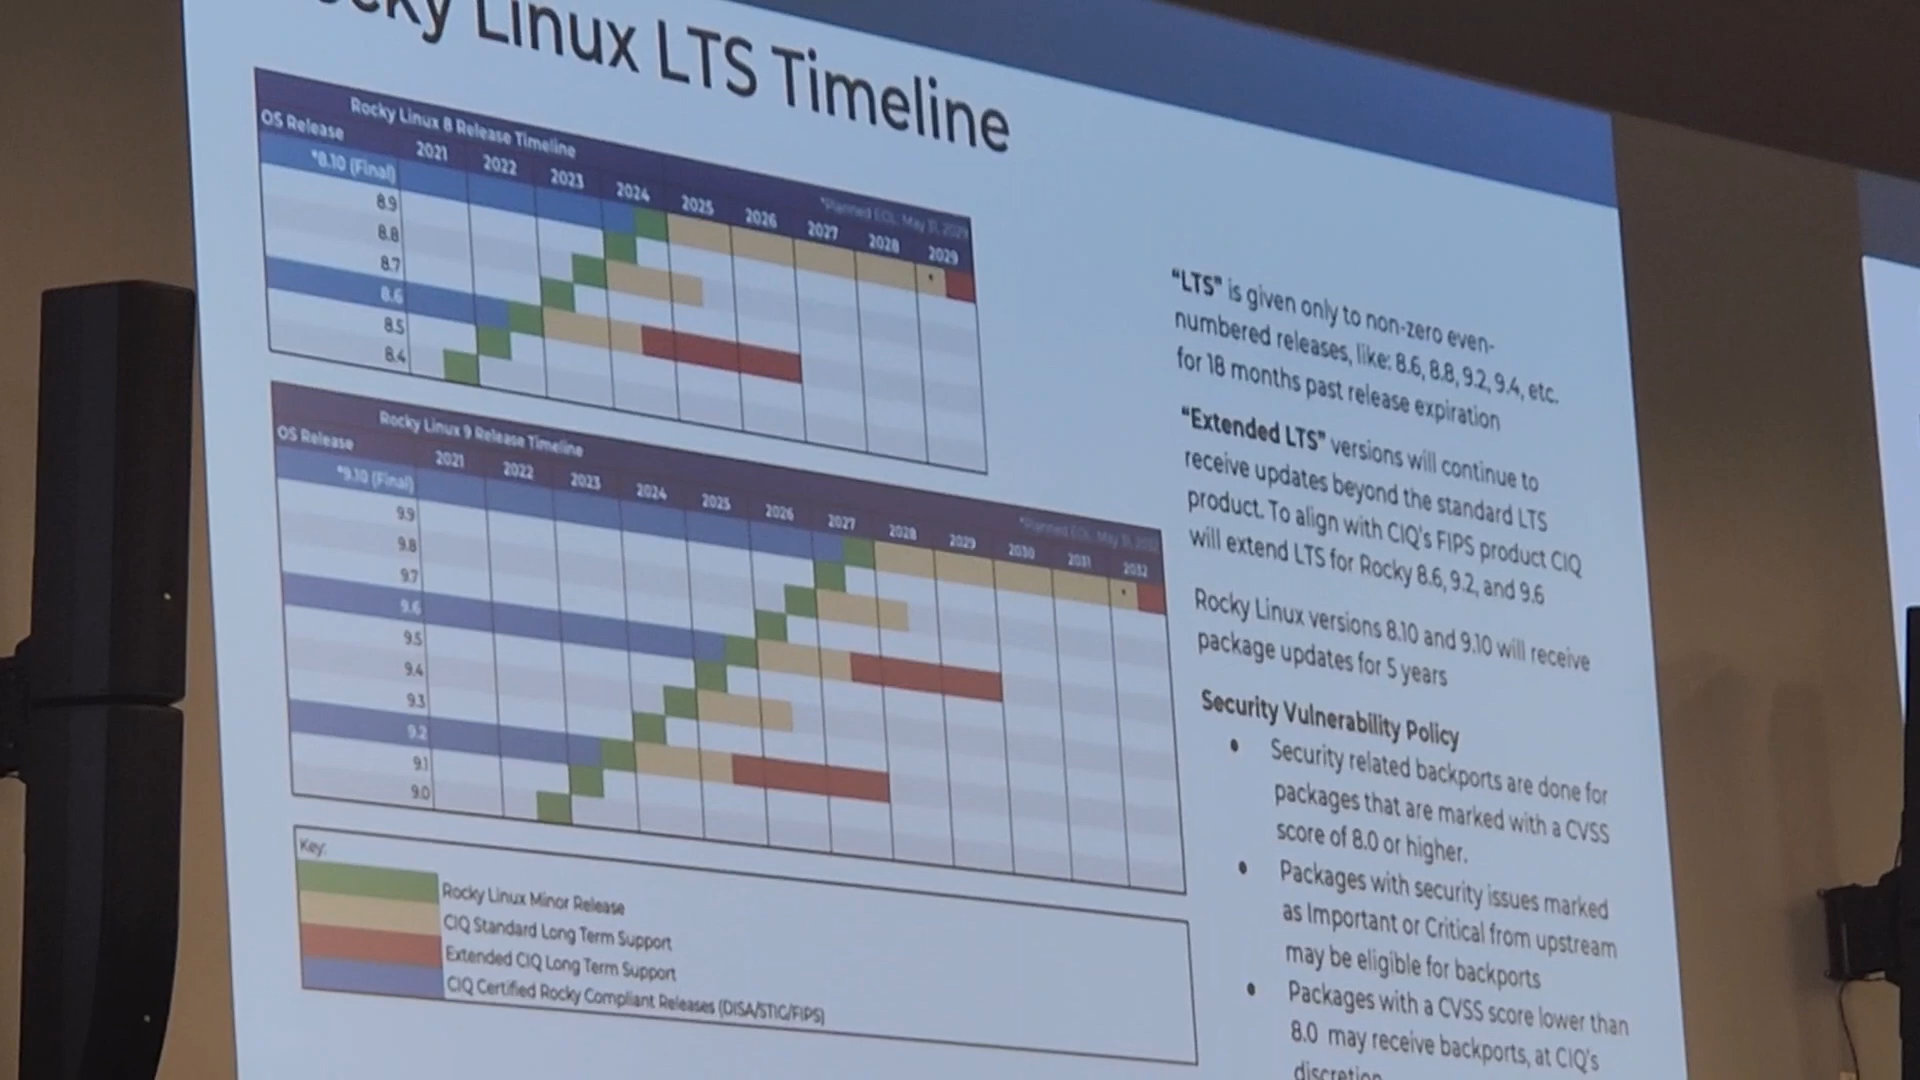 Rocky Linux LTS Timeline
Rocky Linux 8 Release Timeline
*Planned EOL: May 31, 2029
OS Release 2021 2022 2023 2024 2025 2026 2027 2028 2029
*8.10 (Final)
8.9
8.8
8.7
8.6
8.5
8.4
Rocky Linux 9 Release Timeline
*Planned EOL: May 31, 2032
OS Release 2021 2022 2023 2024 2025 2026 2027 2028 2029 2030 2031 2032
*9.10 (Final)
9.9
9.8
9.7
9.6
9.5
9.4
9.3
9.2
9.1
9.0
Key:
Rocky Linux Minor Release
CIQ Standard Long Term Support
Extended CIQ Long Term Support
CIQ Certified Rocky Compliant Releases (DISA/STIG/FIPS)
“LTS” is given only to non-zero even-
numbered releases, like: 8.6, 8.8, 9.2, 9.4, etc.
for 18 months past release expiration
“Extended LTS” versions will continue to
receive updates beyond the standard LTS
product. To align with CIQ's FIPS product CIQ
will extend LTS for Rocky 8.6, 9.2, and 9.6
Rocky Linux versions 8.10 and 9.10 will receive
package updates for 5 years
Security Vulnerability Policy
● Security related backports are done for
packages that are marked with a CVSS
score of 8.0 or higher.
● Packages with security issues marked
as Important or Critical from upstream
may be eligible for backports
● Packages with a CVSS score lower than
8.0 may receive backports, at CIQ's
discretion